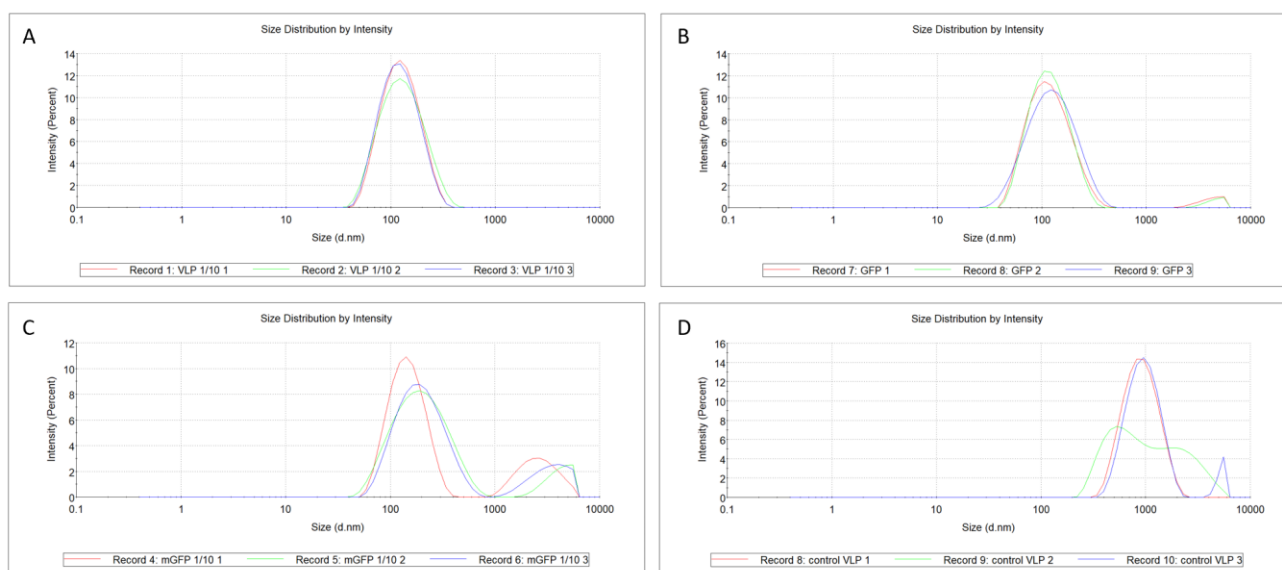 A
Size Distribution by Intensity
Intensity (Percent)
14
12
10
8
6
4
2
0
0.1 1 10 100 1000 10000
Size (d.nm)
Record 1: VLP 1/10 1 Record 2: VLP 1/10 2 Record 3: VLP 1/10 3
B
Size Distribution by Intensity
Intensity (Percent)
14
12
10
8
6
4
2
0
0.1 1 10 100 1000 10000
Size (d.nm)
Record 7: GFP 1 Record 8: GFP 2 Record 9: GFP 3
C
Size Distribution by Intensity
Intensity (Percent)
12
10
8
6
4
2
0
0.1 1 10 100 1000 10000
Size (d.nm)
Record 4: mGFP 1/10 1 Record 5: mGFP 1/10 2 Record 6: mGFP 1/10 3
D
Size Distribution by Intensity
Intensity (Percent)
16
14
12
10
8
6
4
2
0
0.1 1 10 100 1000 10000
Size (d.nm)
Record 8: control VLP 1 Record 9: control VLP 2 Record 10: control VLP 3